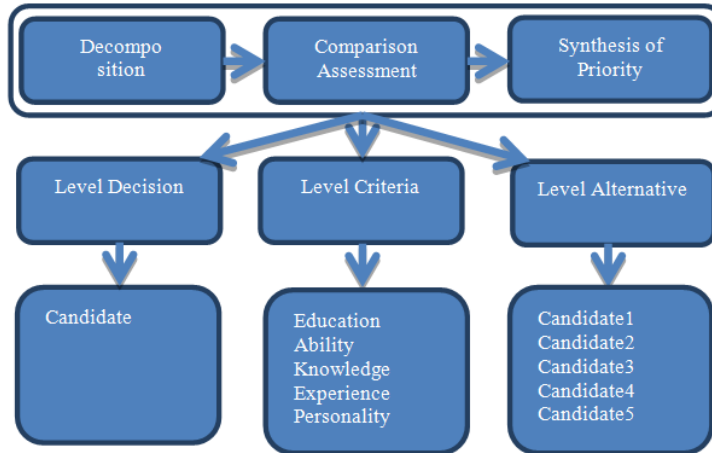 Decompo
sition
Comparison
Assessment
Synthesis of
Priority
Level Decision
Level Criteria
Level Alternative
Candidate
Education
Ability
Knowledge
Experience
Personality
Candidate1
Candidate2
Candidate3
Candidate4
Candidate5